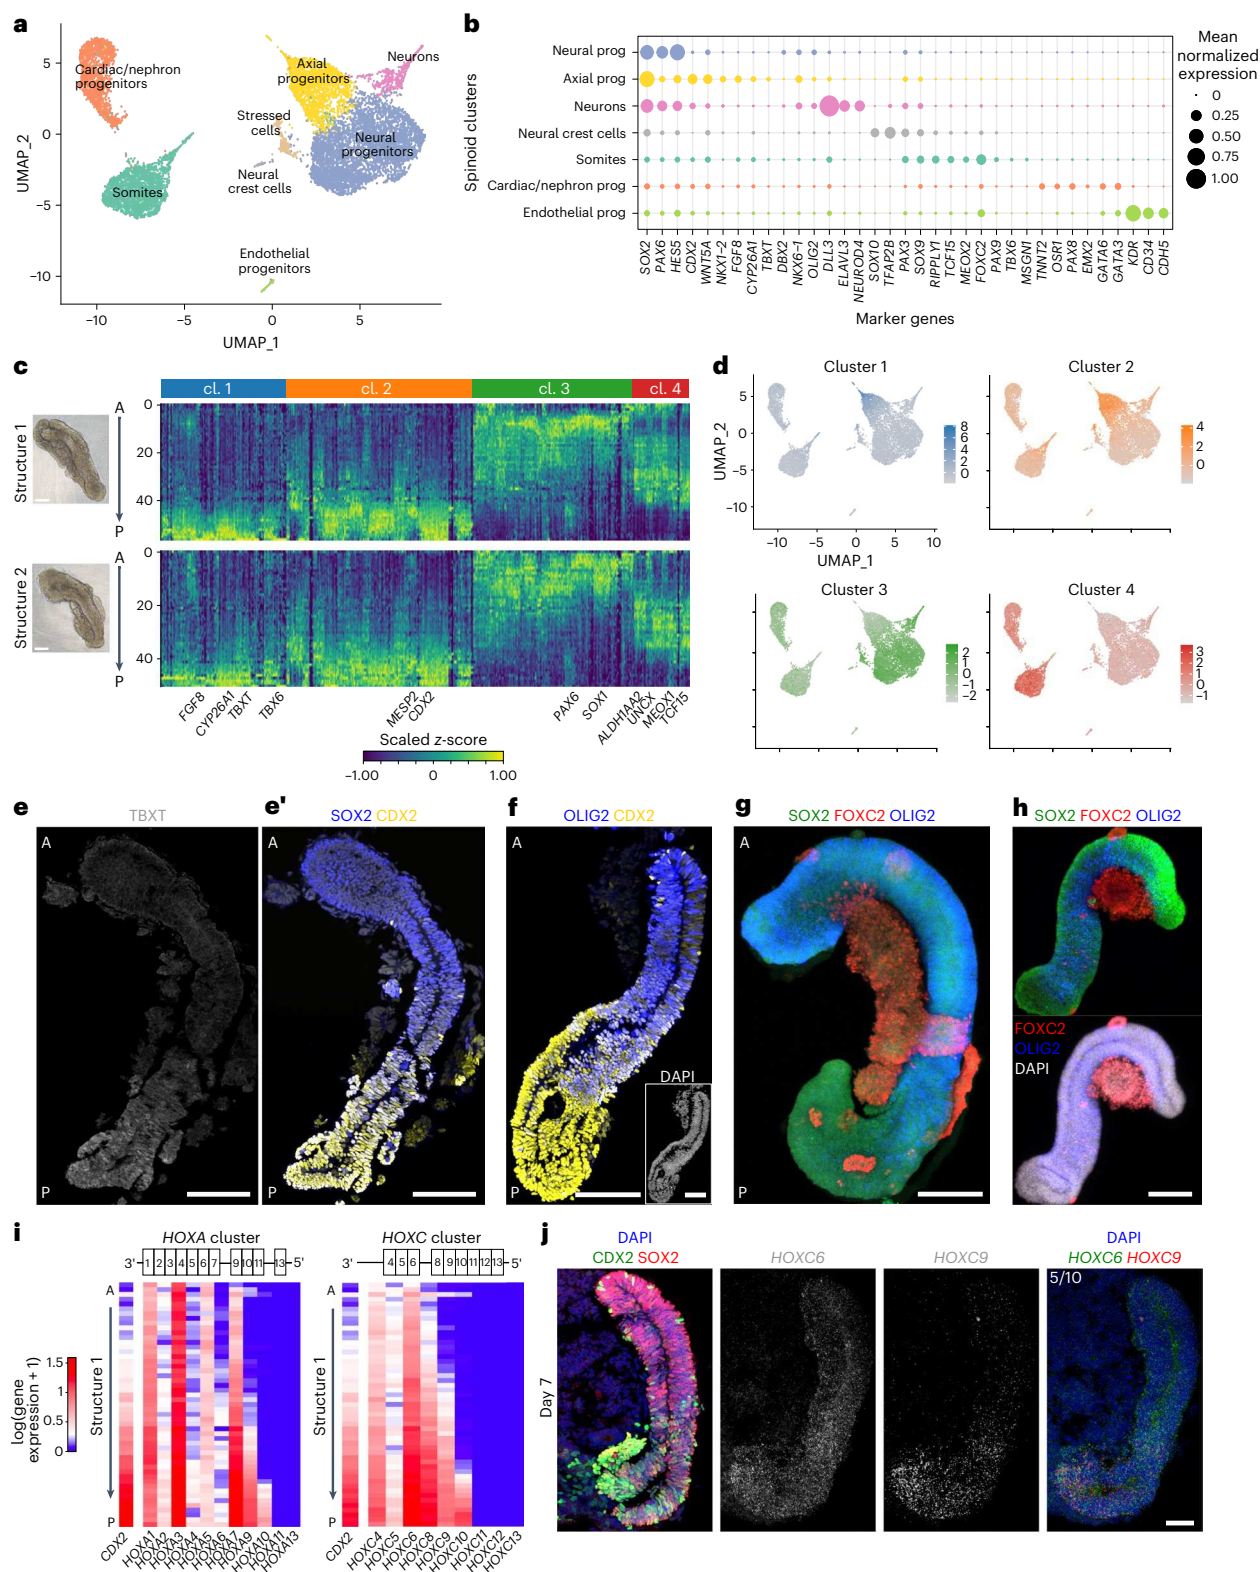 a
5
0
−5
−10
UMAP_2
−10
−5
0
5
UMAP_1
Cardiac/nephron
progenitors
Axial
progenitors
Neurons
Stressed
cells
Neural
progenitors
Neural
crest cells
Somites
Endothelial
progenitors
b
Spinoid clusters
Neural prog
Axial prog
Neurons
Neural crest cells
Somites
Cardiac/nephron prog
Endothelial prog
SOX2
PAX6
HES5
CDX2
WNT5A
NKX1-2
FGF8
CYP26A1
TBXT
DBX2
NKX6-1
OLIG2
DLL3
ELAVL3
NEUROD4
SOX10
TFAP2B
PAX3
SOX9
RIPPLY1
TCF15
MEOX2
FOXC2
PAX9
TBX6
MSGN1
TNNT2
OSR1
PAX8
EMX2
GATA6
GATA3
KDR
CD34
CDH5
Marker genes
Mean
normalized
expression
0
0.25
0.50
0.75
1.00
c
cl. 1
cl. 2
cl. 3
cl. 4
Structure 1
A
P
0
20
40
Structure 2
A
P
0
20
40
FGF8
CYP26A1
TBXT
TBX6
MESP2
CDX2
PAX6
SOX1
ALDH1AA2
UNCX
MEOX1
TCF15
Scaled z-score
−1.00
0
1.00
d
Cluster 1
5
0
−5
−10
UMAP_2
−10
−5
0
5
10
UMAP_1
8
6
4
2
0
Cluster 2
4
2
0
Cluster 3
2
1
0
−1
−2
Cluster 4
3
2
1
0
−1
e
TBXT
A
P
e'
SOX2 CDX2
A
P
f
OLIG2 CDX2
A
P
DAPI
g
SOX2 FOXC2 OLIG2
A
P
h
SOX2 FOXC2 OLIG2
FOXC2
OLIG2
DAPI
i
HOXA cluster
3'
1 2 3 4 5 6 7 9 10 11 13
5'
HOXC cluster
3'
4 5 6 8 9 10 11 12 13
5'
log(gene
expression + 1)
1.5
1
0.5
0
Structure 1
A
P
CDX2
HOXA1
HOXA2
HOXA3
HOXA4
HOXA5
HOXA6
HOXA7
HOXA9
HOXA10
HOXA11
HOXA13
Structure 1
A
P
CDX2
HOXC4
HOXC5
HOXC6
HOXC8
HOXC9
HOXC10
HOXC11
HOXC12
HOXC13
j
DAPI
CDX2 SOX2
HOXC6
HOXC9
DAPI
HOXC6 HOXC9
5/10
Day 7